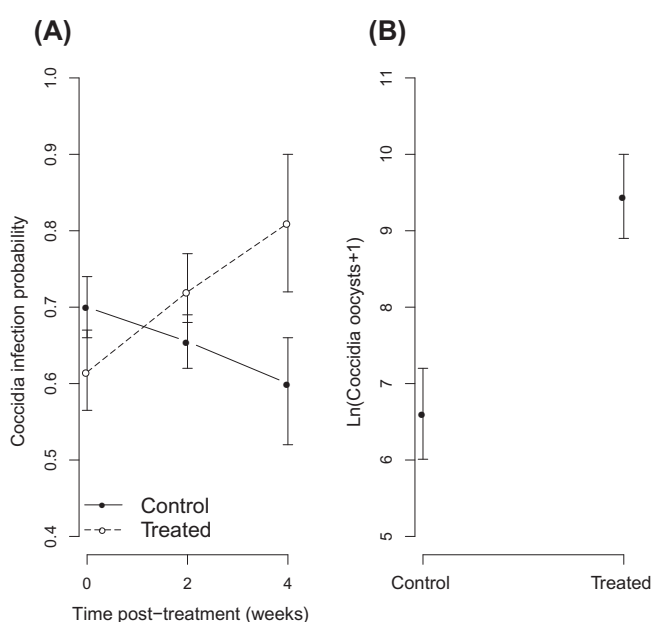 (A)
Coccidia infection probability
1.0
0.9
0.8
0.7
0.6
0.5
0.4
Control
Treated
0 2 4
Time post−treatment (weeks)
(B)
Ln(Coccidia oocysts+1)
11
10
9
8
7
6
5
Control Treated